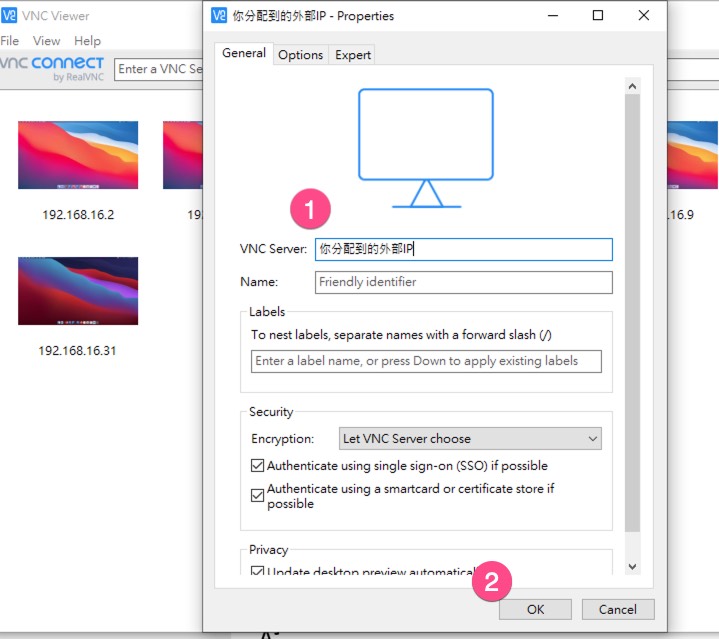 VNC Viewer
File View Help
VNC CONNECT
by RealVNC
Enter a VNC Se
192.168.16.2
19
.16.9
192.168.16.31
你分配到的外部IP - Properties
General Options Expert
1
VNC Server: 你分配到的外部IP
Name: Friendly identifier
Labels
To nest labels, separate names with a forward slash (/)
Enter a label name, or press Down to apply existing labels
Security
Encryption: Let VNC Server choose
Authenticate using single sign-on (SSO) if possible
Authenticate using a smartcard or certificate store if
possible
Privacy
Update desktop preview automatical
2
OK Cancel